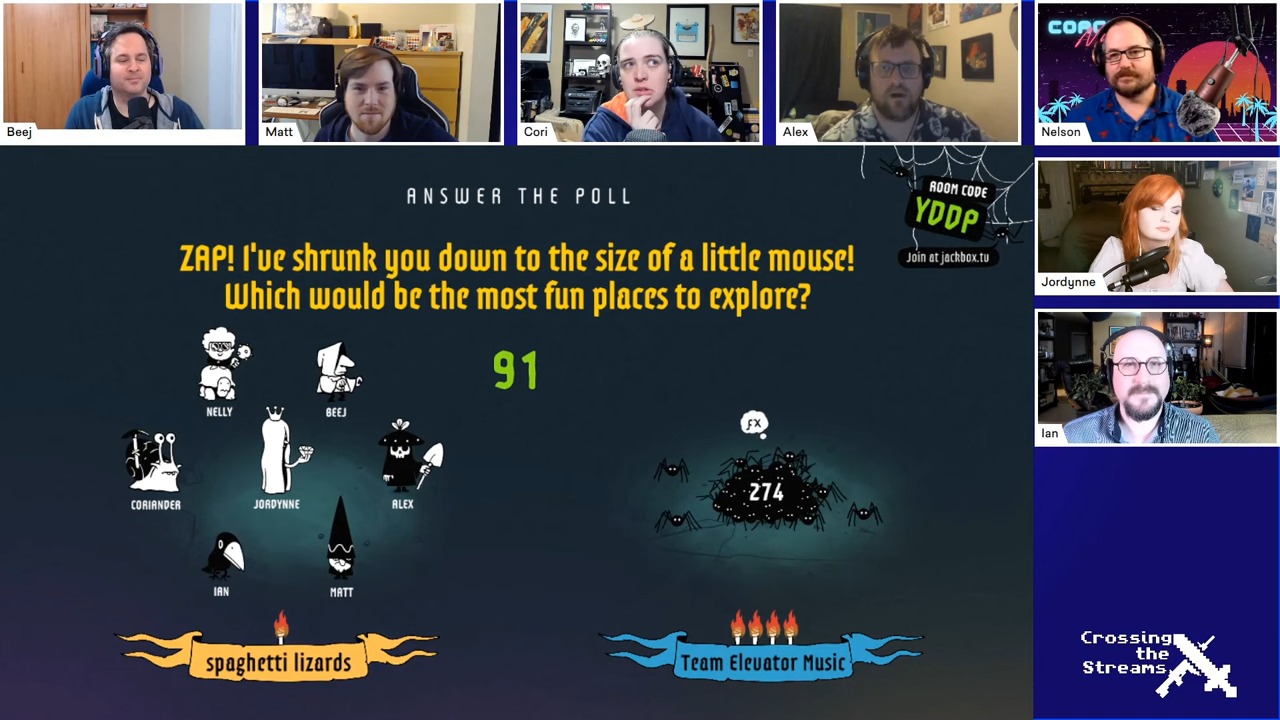 Beej
Matt
Cori
Alex
Nelson
ANSWER THE POLL
ROOM CODE
YDDP
Join at jackbox.tv
ZAP! I've shrunk you down to the size of a little mouse!
Which would be the most fun places to explore?
Jordynne
91
NELLY
BEEJ
FX
CORIANDER
JORDYNNE
ALEX
274
Ian
IAN
MATT
spaghetti lizards
Team Elevator Music
Crossing
the
Streams